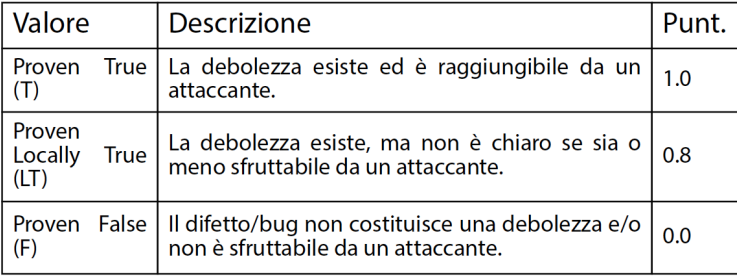 Valore Descrizione Punt.
Proven True
(T)
La debolezza esiste ed è raggiungibile da un
attaccante.
1.0
Proven
Locally True
(LT)
La debolezza esiste, ma non è chiaro se sia o
meno sfruttabile da un attaccante.
0.8
Proven False
(F)
Il difetto/bug non costituisce una debolezza e/o
non è sfruttabile da un attaccante.
0.0